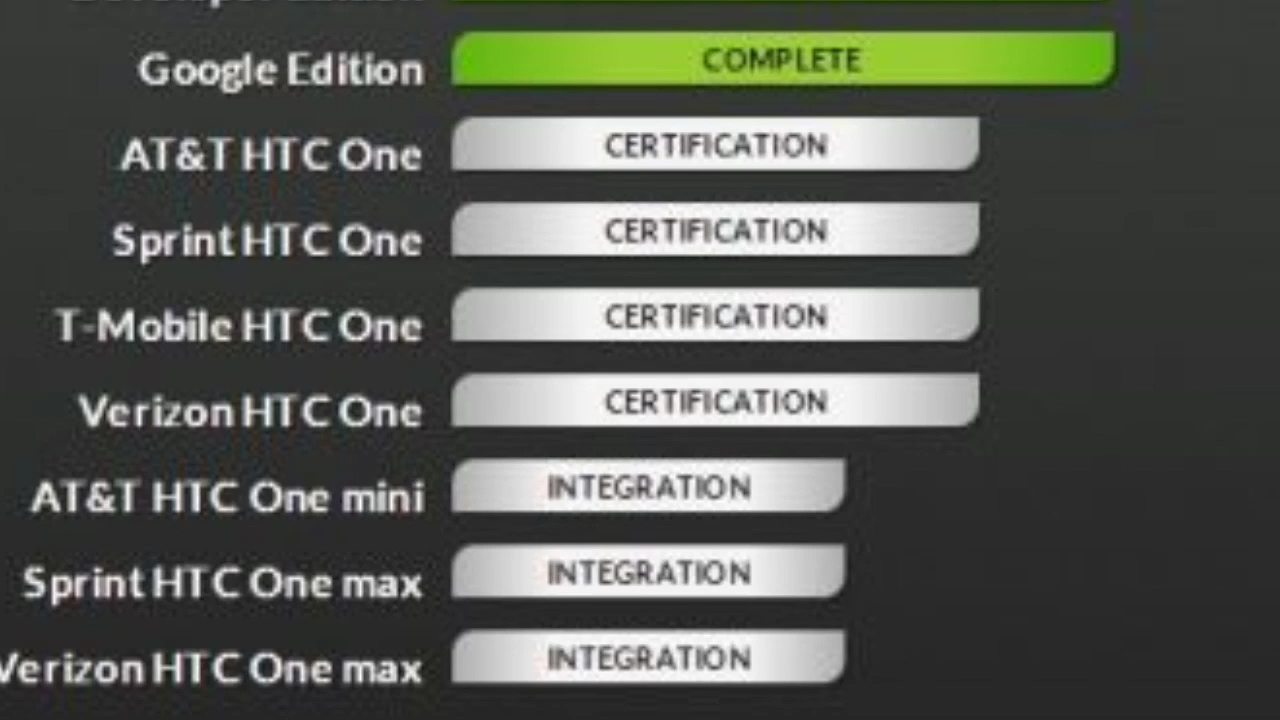 Google Edition COMPLETE
AT&T HTC One CERTIFICATION
Sprint HTC One CERTIFICATION
T-Mobile HTC One CERTIFICATION
Verizon HTC One CERTIFICATION
AT&T HTC One mini INTEGRATION
Sprint HTC One max INTEGRATION
Verizon HTC One max INTEGRATION